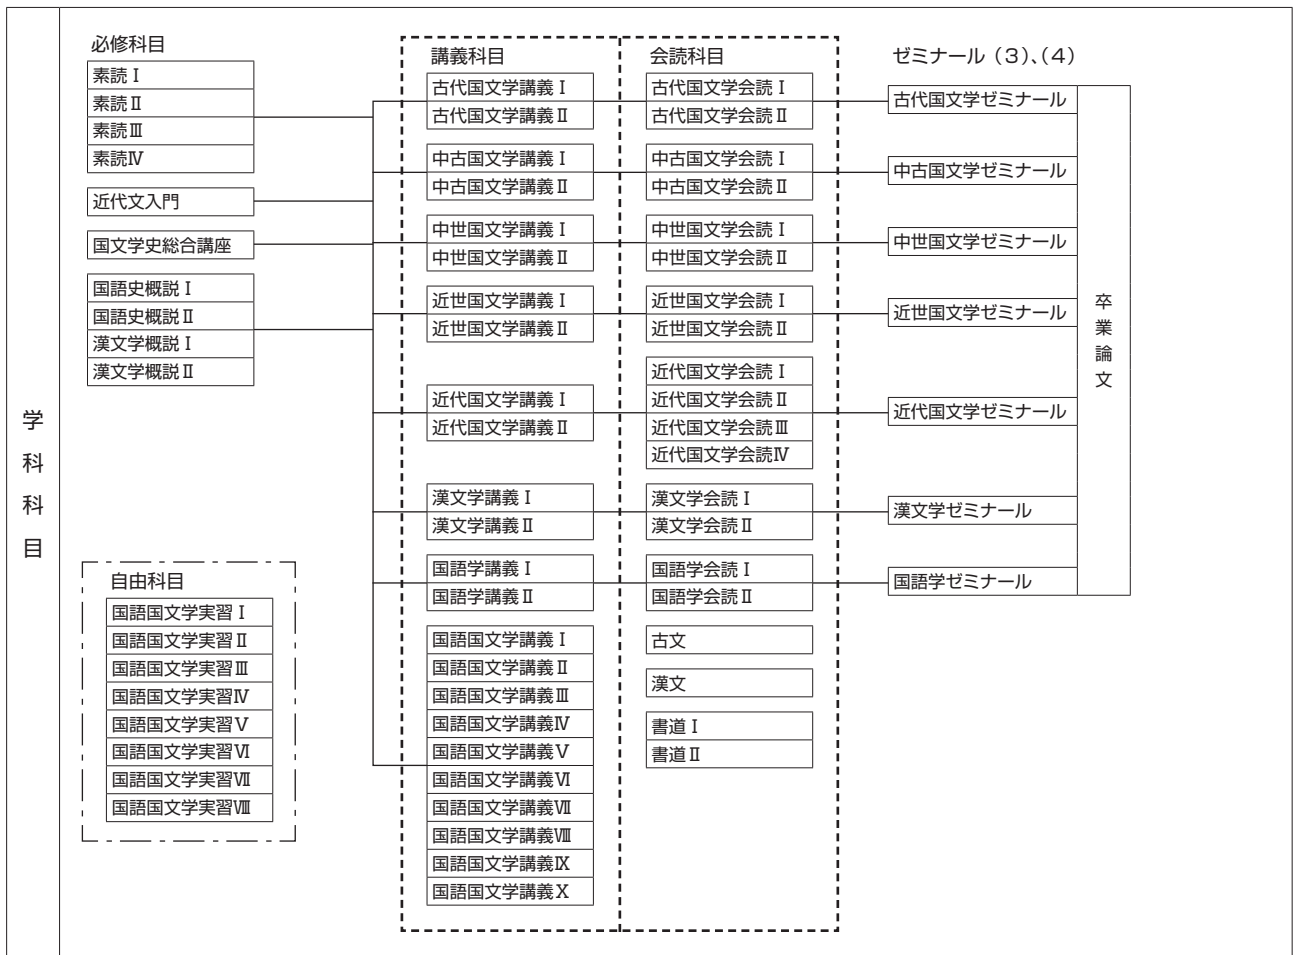 学科科目
必修科目
素読Ⅰ
素読Ⅱ
素読Ⅲ
素読Ⅳ
近代文入門
国文学史総合講座
国語史概説Ⅰ
国語史概説Ⅱ
漢文学概説Ⅰ
漢文学概説Ⅱ
自由科目
国語国文学実習Ⅰ
国語国文学実習Ⅱ
国語国文学実習Ⅲ
国語国文学実習Ⅳ
国語国文学実習Ⅴ
国語国文学実習Ⅵ
国語国文学実習Ⅶ
国語国文学実習Ⅷ
講義科目
古代国文学講義Ⅰ
古代国文学講義Ⅱ
中古国文学講義Ⅰ
中古国文学講義Ⅱ
中世国文学講義Ⅰ
中世国文学講義Ⅱ
近世国文学講義Ⅰ
近世国文学講義Ⅱ
近代国文学講義Ⅰ
近代国文学講義Ⅱ
漢文学講義Ⅰ
漢文学講義Ⅱ
国語学講義Ⅰ
国語学講義Ⅱ
国語国文学講義Ⅰ
国語国文学講義Ⅱ
国語国文学講義Ⅲ
国語国文学講義Ⅳ
国語国文学講義Ⅴ
国語国文学講義Ⅵ
国語国文学講義Ⅶ
国語国文学講義Ⅷ
国語国文学講義Ⅸ
国語国文学講義Ⅹ
会読科目
古代国文学会読Ⅰ
古代国文学会読Ⅱ
中古国文学会読Ⅰ
中古国文学会読Ⅱ
中世国文学会読Ⅰ
中世国文学会読Ⅱ
近世国文学会読Ⅰ
近世国文学会読Ⅱ
近代国文学会読Ⅰ
近代国文学会読Ⅱ
近代国文学会読Ⅲ
近代国文学会読Ⅳ
漢文学会読Ⅰ
漢文学会読Ⅱ
国語学会読Ⅰ
国語学会読Ⅱ
古文
漢文
書道Ⅰ
書道Ⅱ
ゼミナール（3）、（4）
古代国文学ゼミナール
中古国文学ゼミナール
中世国文学ゼミナール
近世国文学ゼミナール
近代国文学ゼミナール
漢文学ゼミナール
国語学ゼミナール
卒業論文